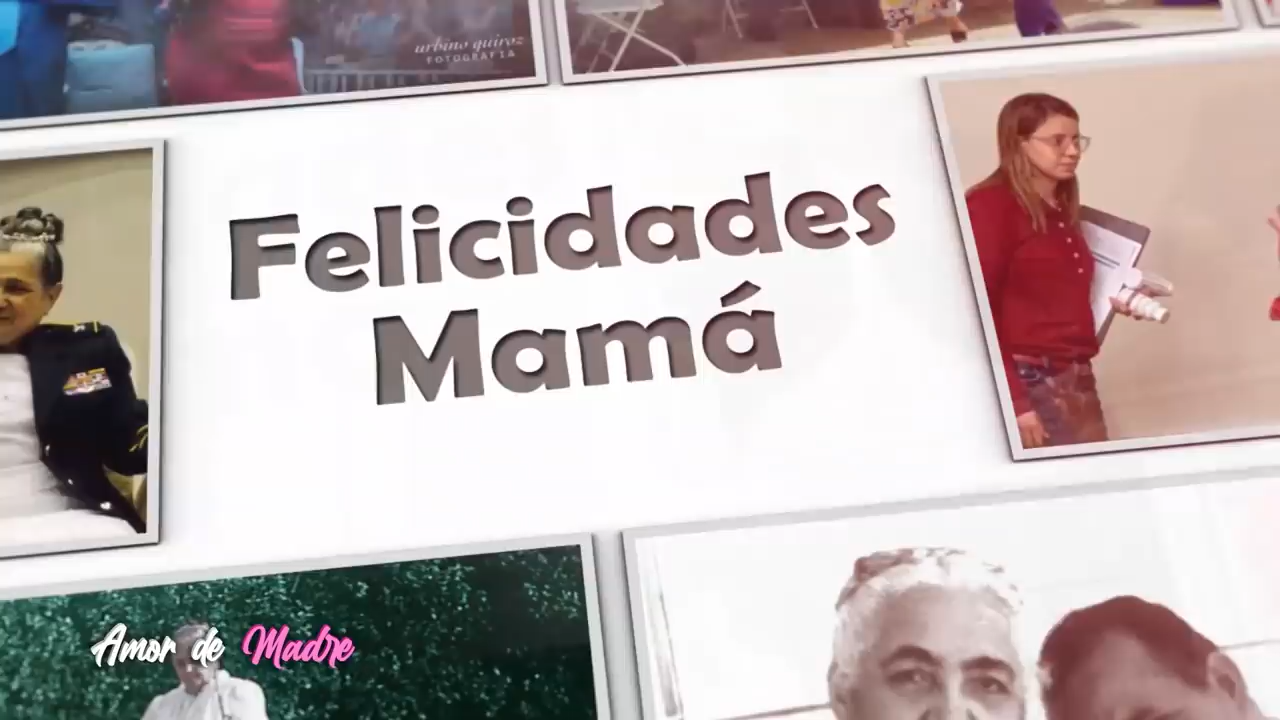 urbino quiroz
FOTOGRAFIA
Felicidades
Mamá
Amor de Madre